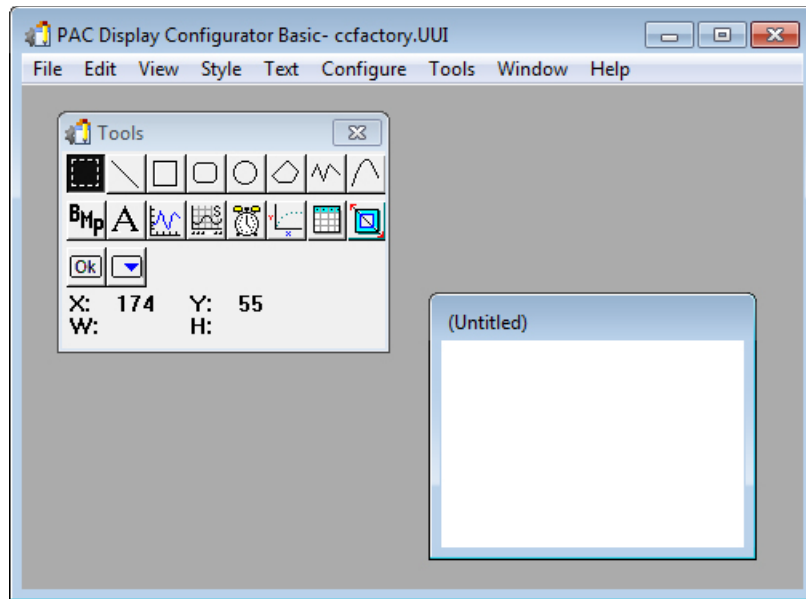 PAC Display Configurator Basic- ccfactory.UUI
File Edit View Style Text Configure Tools Window Help
Tools
BMp A
Ok
X: 174 Y: 55
W: H:
(Untitled)